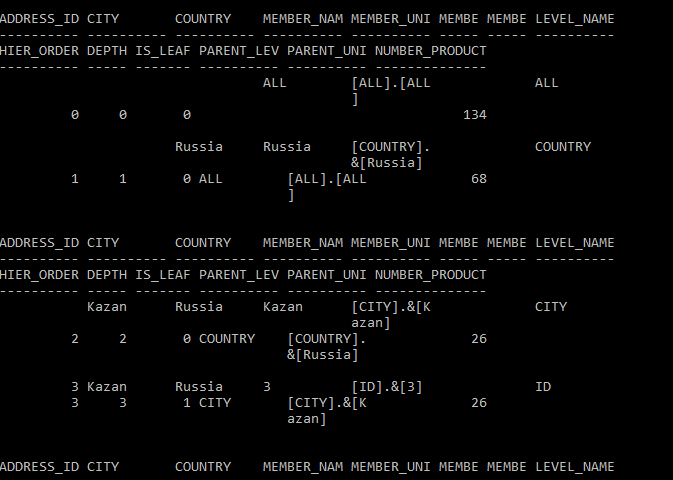 ADDRESS_ID CITY       COUNTRY    MEMBER_NAM MEMBER_UNI MEMBE MEMBE LEVEL_NAME
---------- ---------- ---------- ---------- ---------- ----- ----- ----------
HIER_ORDER DEPTH IS_LEAF PARENT_LEV PARENT_UNI NUMBER_PRODUCT
---------- ----- ------- ---------- ---------- --------------
                                 ALL        [ALL].[ALL             ALL
                                            ]
         0     0       0                                  134
                      Russia     Russia     [COUNTRY].             COUNTRY
                                            &[Russia]
         1     1       0 ALL        [ALL].[ALL             68
                                    ]
ADDRESS_ID CITY       COUNTRY    MEMBER_NAM MEMBER_UNI MEMBE MEMBE LEVEL_NAME
---------- ---------- ---------- ---------- ---------- ----- ----- ----------
HIER_ORDER DEPTH IS_LEAF PARENT_LEV PARENT_UNI NUMBER_PRODUCT
---------- ----- ------- ---------- ---------- --------------
           Kazan      Russia     Kazan      [CITY].&[K             CITY
                                            azan]
         2     2       0 COUNTRY    [COUNTRY].             26
                                    &[Russia]
         3 Kazan      Russia     3          [ID].&[3]              ID
         3     3       1 CITY       [CITY].&[K             26
                                    azan]
ADDRESS_ID CITY       COUNTRY    MEMBER_NAM MEMBER_UNI MEMBE MEMBE LEVEL_NAME